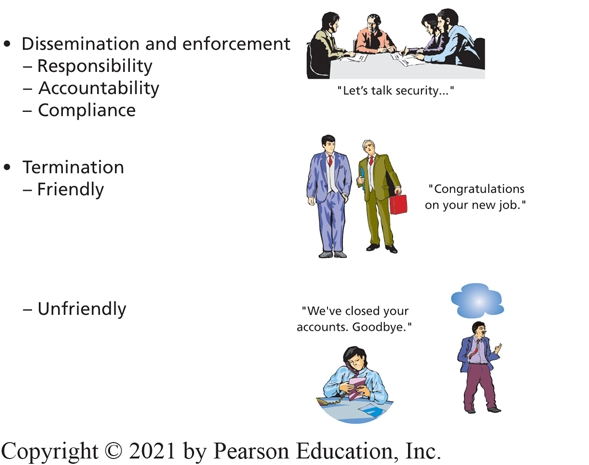 • Dissemination and enforcement
– Responsibility
– Accountability
– Compliance
"Let's talk security..."
• Termination
– Friendly
"Congratulations
on your new job."
– Unfriendly
"We've closed your
accounts. Goodbye."
Copyright © 2021 by Pearson Education, Inc.